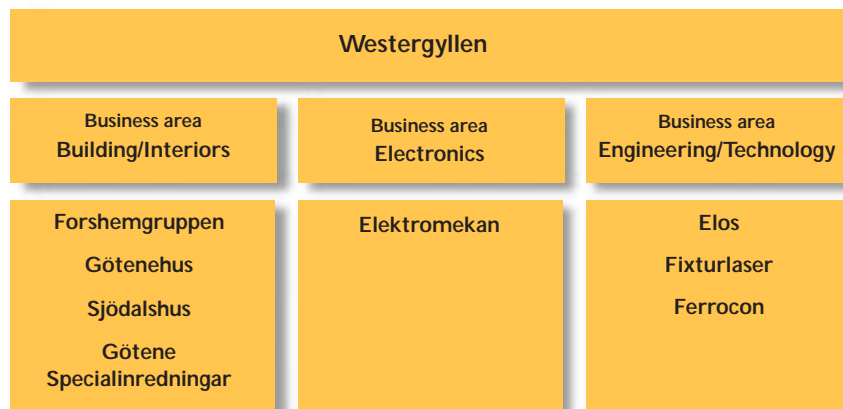 Westergyllen
Business area
Building/Interiors
Business area
Electronics
Business area
Engineering/Technology
Forshemgruppen
Götenehus
Sjödalshus
Götene
Specialinredningar
Elektromekan
Elos
Fixturlaser
Ferrocon